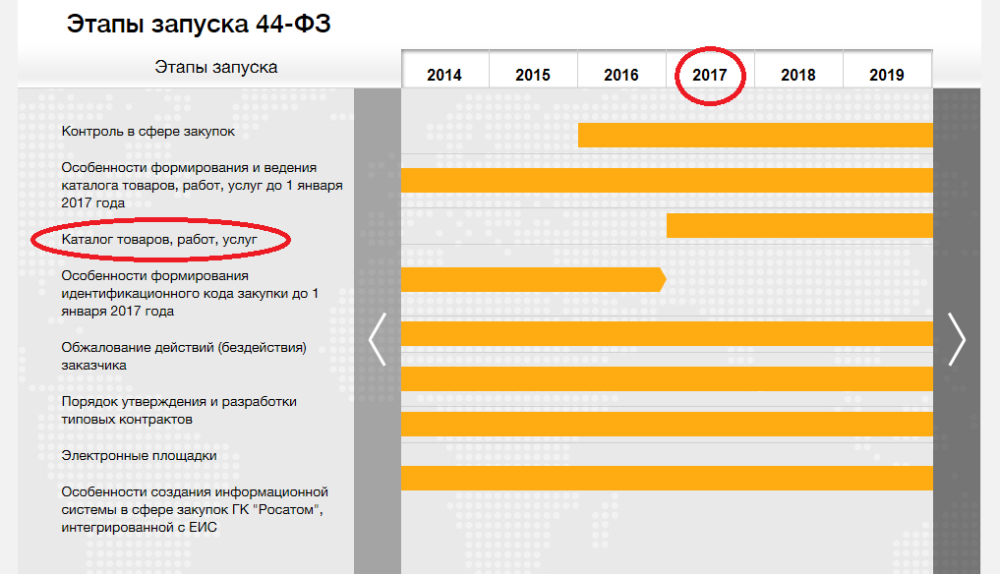 Этапы запуска 44-ФЗ
Этапы запуска
2014 2015 2016 2017 2018 2019
Контроль в сфере закупок
Особенности формирования и ведения
каталога товаров, работ, услуг до 1 января
2017 года
Каталог товаров, работ, услуг
Особенности формирования
идентификационного кода закупки до 1
января 2017 года
Обжалование действий (бездействия)
заказчика
Порядок утверждения и разработки
типовых контрактов
Электронные площадки
Особенности создания информационной
системы в сфере закупок ГК "Росатом",
интегрированной с ЕИС